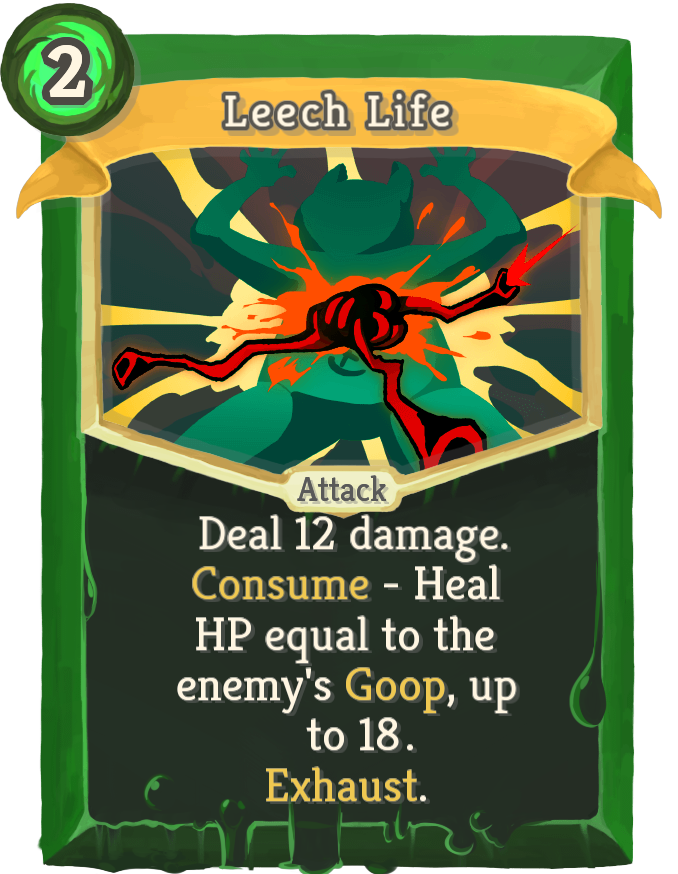 2
Leech Life
Attack
Deal 12 damage.
Consume - Heal
HP equal to the
enemy's Goop, up
to 18.
Exhaust.